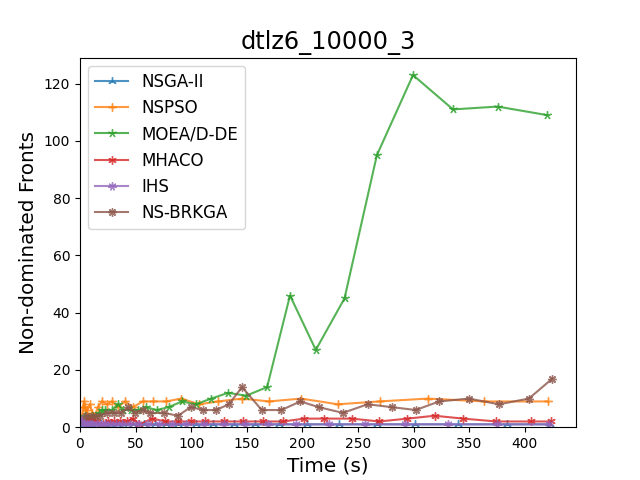 dtlz6_10000_3
NSGA-II
NSPSO
MOEA/D-DE
MHACO
IHS
NS-BRKGA
Non-dominated Fronts
120
100
80
60
40
20
0
0 50 100 150 200 250 300 350 400
Time (s)